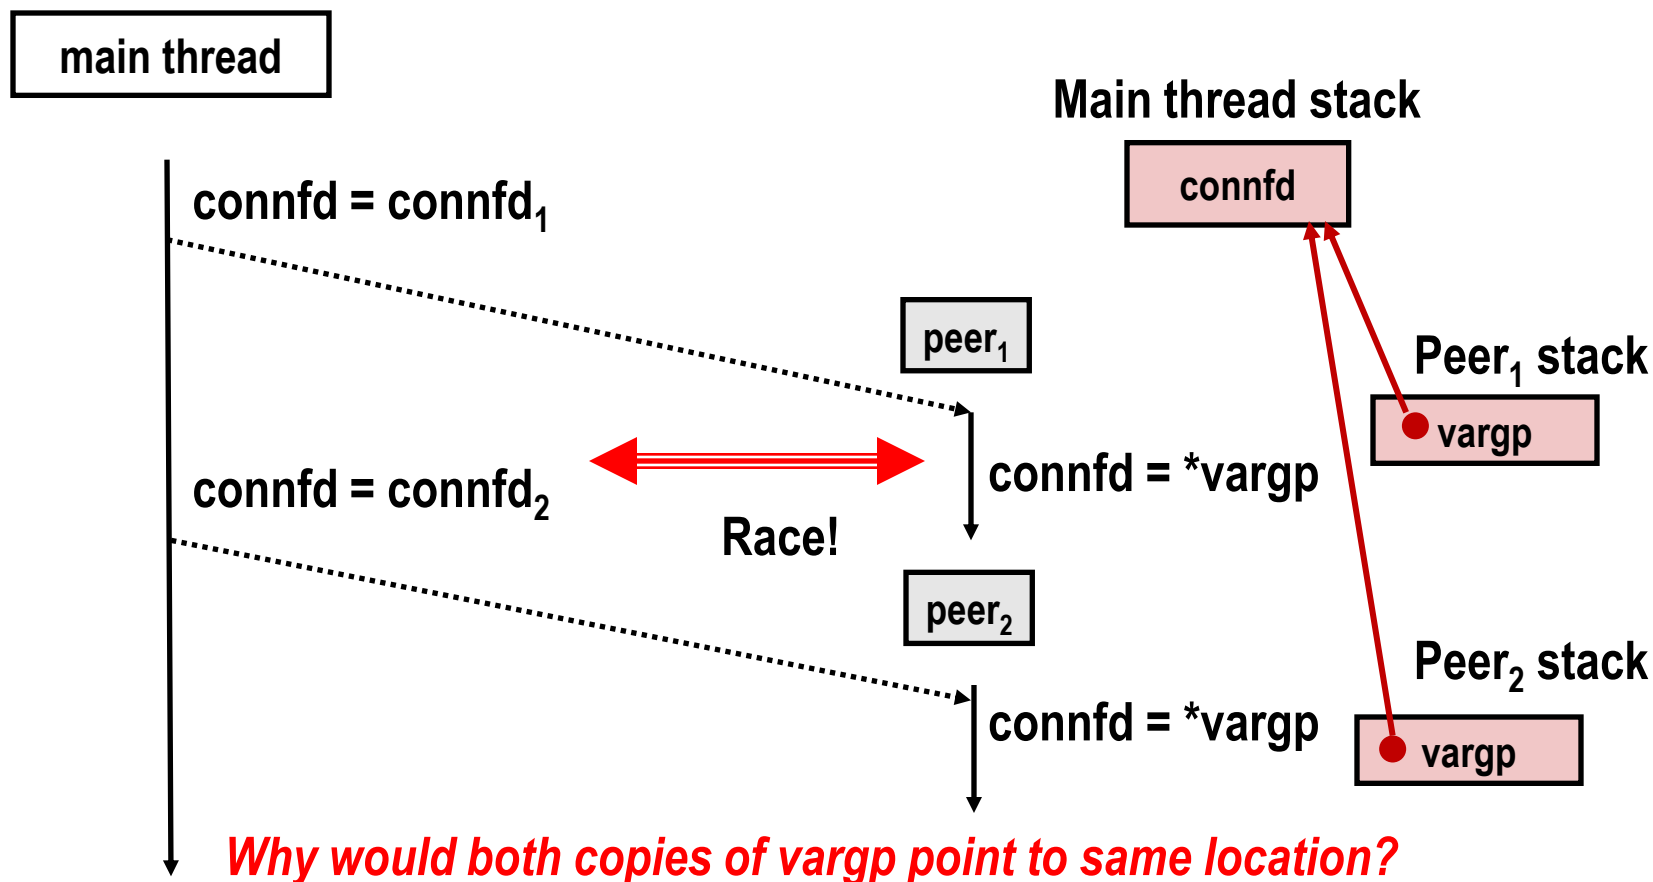 main thread
Main thread stack
connfd
connfd = connfd₁
peer₁
Peer₁ stack
vargp
connfd = *vargp
connfd = connfd₂
Race!
peer₂
Peer₂ stack
connfd = *vargp
vargp
Why would both copies of vargp point to same location?